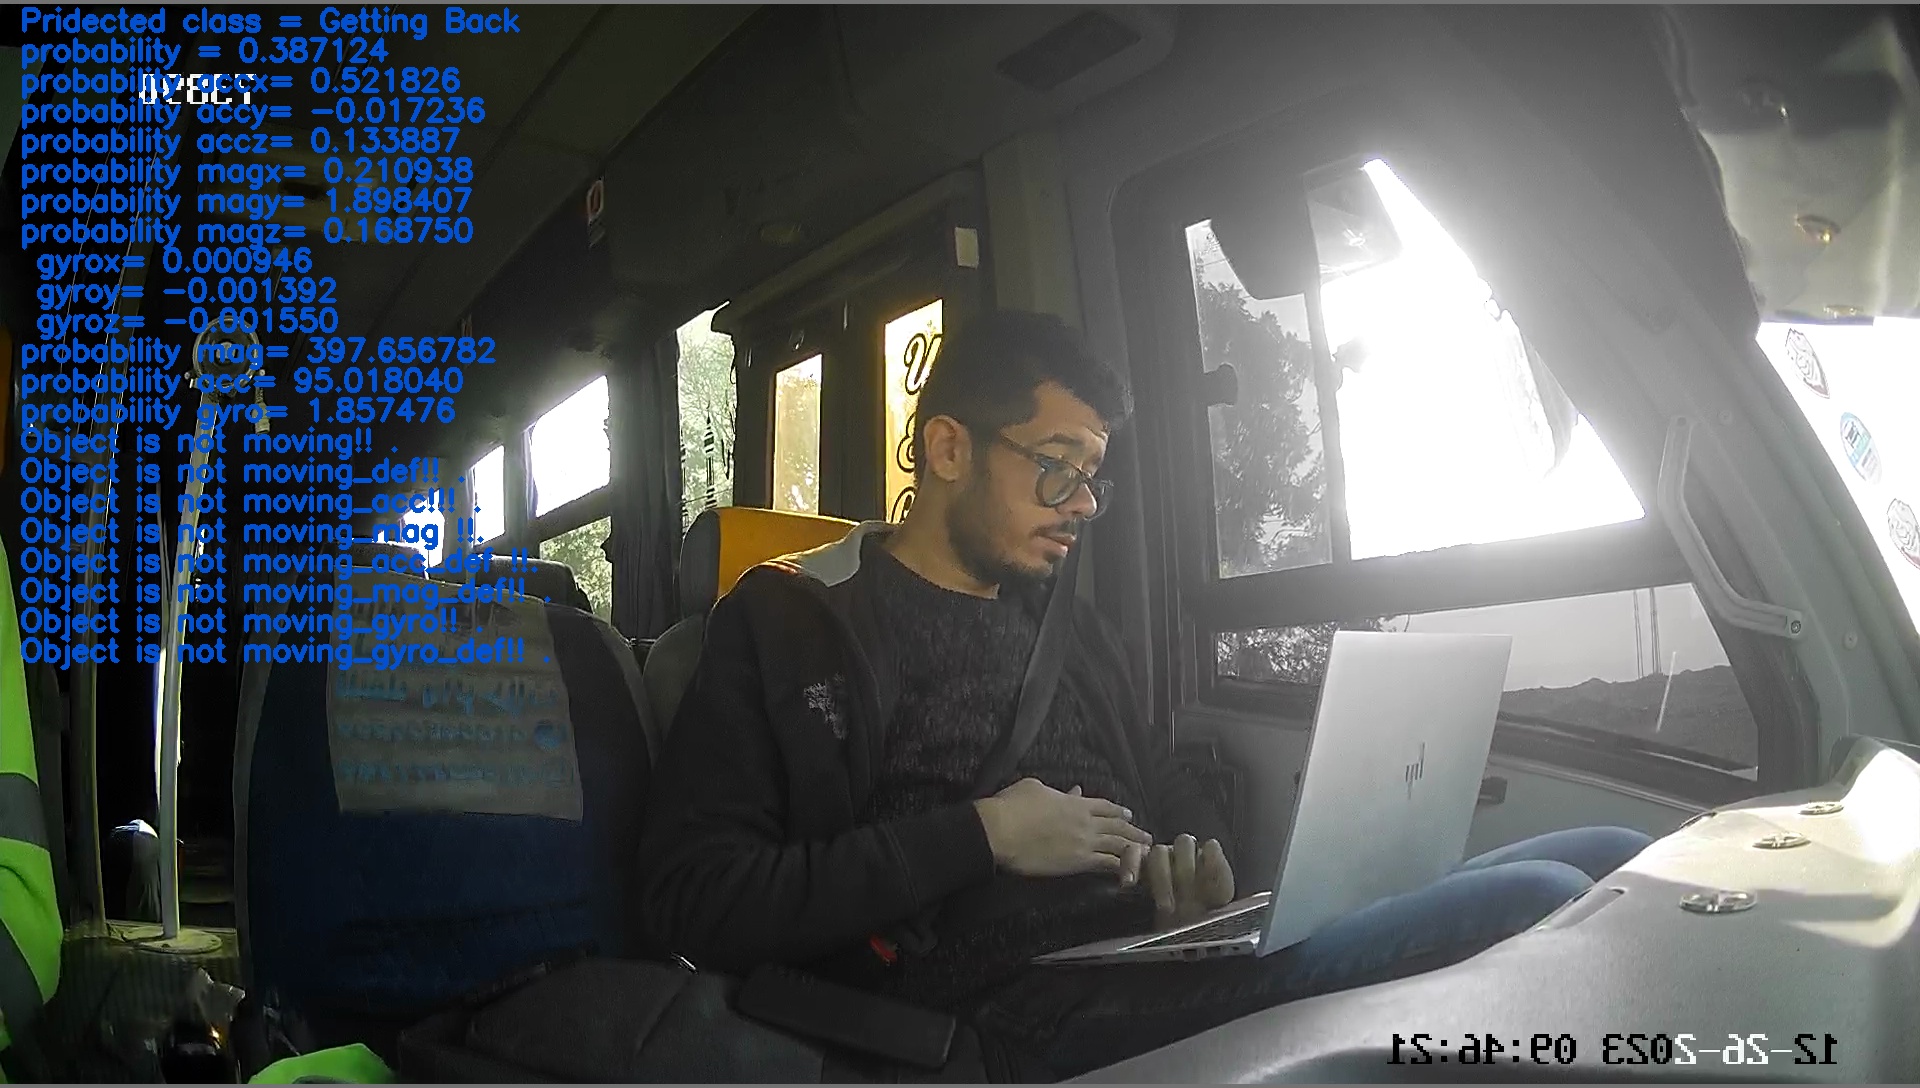 Pridected class = Getting Back
probability = 0.387124
probability accx= 0.521826
probability accy= -0.017236
probability accz= 0.133887
probability magx= 0.210938
probability magy= 1.898407
probability magz= 0.168750
gyrox= 0.000946
gyroy= -0.001392
gyroz= -0.001550
probability mag= 397.656782
probability acc= 95.018040
probability gyro= 1.857476
Object is not moving!! .
Object is not moving_def!! .
Object is not moving_acc!!! .
Object is not moving_mag !!.
Object is not moving_acc_def !!.
Object is not moving_mag_def!! .
Object is not moving_gyro!! .
Object is not moving_gyro_def!! .
12-26-2023 09:46:21